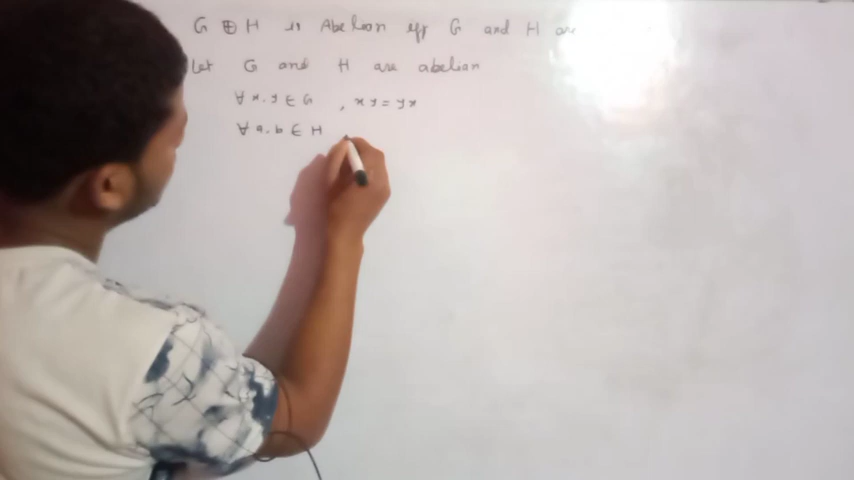 G ⊕ H is Abelian iff G and H are
Let G and H are abelian
∀ x, y ∈ G , xy = yx
∀ a, b ∈ H